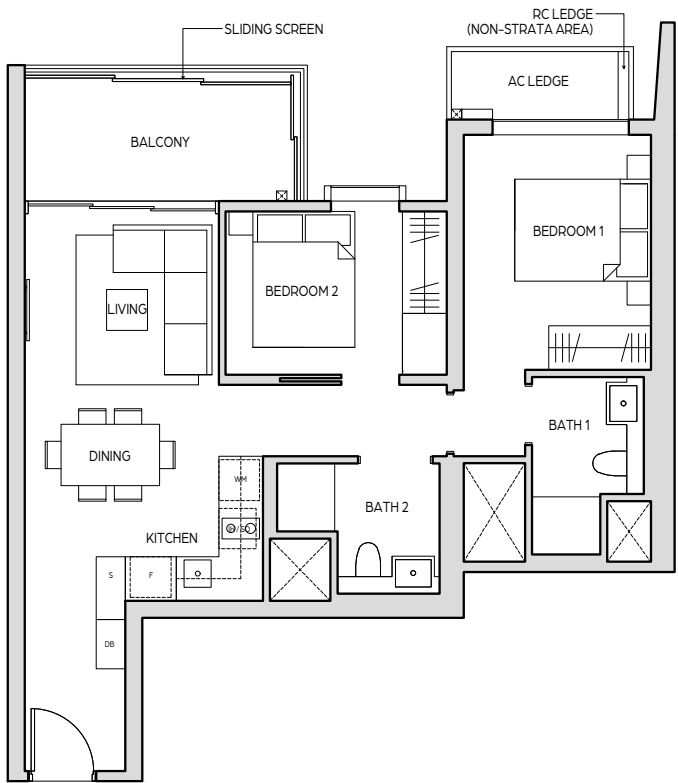 SLIDING SCREEN
RC LEDGE
(NON-STRATA AREA)
AC LEDGE
BALCONY
BEDROOM 1
BEDROOM 2
LIVING
BATH 1
DINING
WM
BATH 2
KITCHEN
S
F
DB